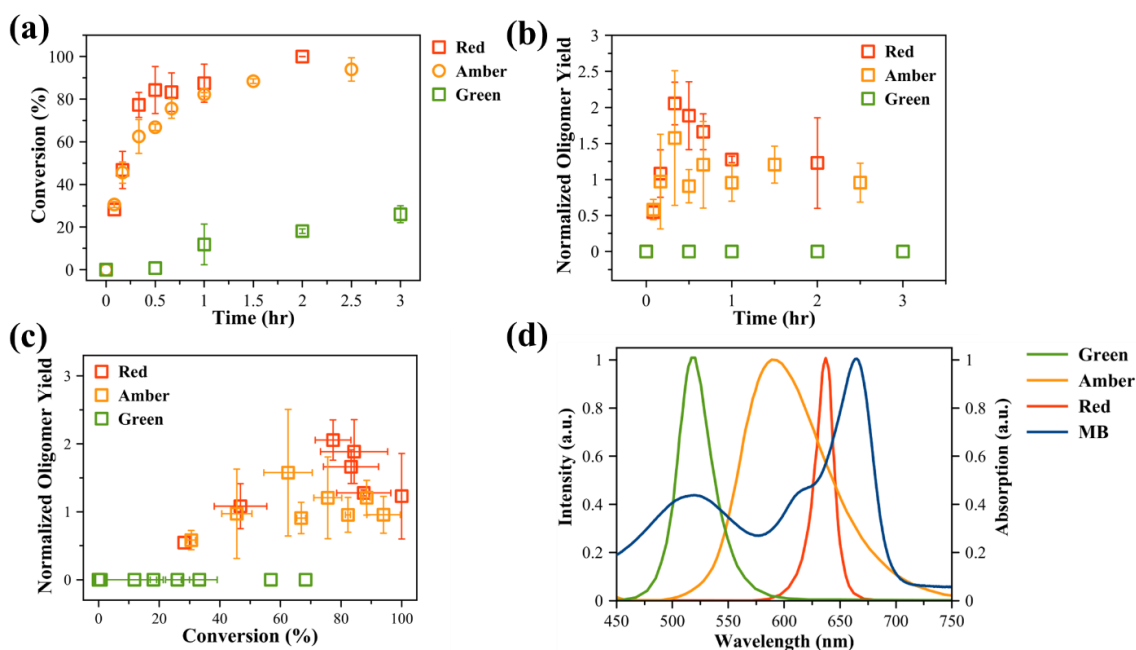 (a)
Conversion (%)
100
80
60
40
20
0
0 0.5 1 1.5 2 2.5 3
Time (hr)
Red
Amber
Green
(b)
Normalized Oligomer Yield
3
2.5
2
1.5
1
0.5
0
0 1 2 3
Time (hr)
Red
Amber
Green
(c)
Normalized Oligomer Yield
3
2
1
0
0 20 40 60 80 100
Conversion (%)
Red
Amber
Green
(d)
Intensity (a.u.)
1
0.8
0.6
0.4
0.2
0
450 500 550 600 650 700 750
Wavelength (nm)
1
0.8
0.6
0.4
0.2
0
Absorption (a.u.)
Green
Amber
Red
MB